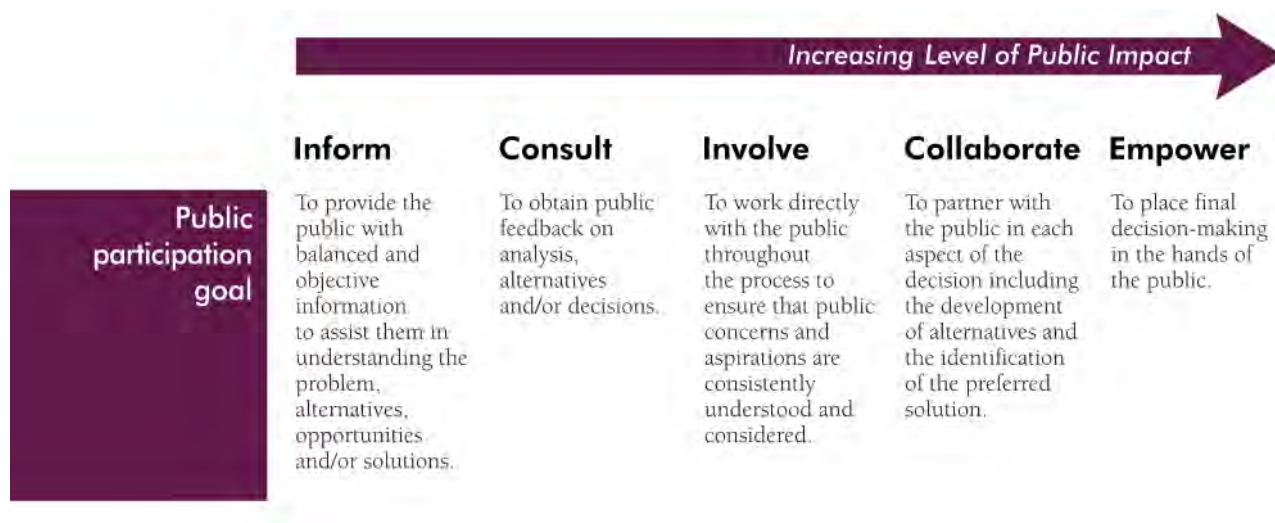 Increasing Level of Public Impact
Inform
Consult
Involve
Collaborate
Empower
Public
participation
goal
To provide the
public with
balanced and
objective
information
to assist them in
understanding the
problem,
alternatives,
opportunities
and/or solutions.
To obtain public
feedback on
analysis,
alternatives
and/or decisions.
To work directly
with the public
throughout
the process to
ensure that public
concerns and
aspirations are
consistently
understood and
considered.
To partner with
the public in each
aspect of the
decision including
the development
of alternatives and
the identification
of the preferred
solution.
To place final
decision-making
in the hands of
the public.